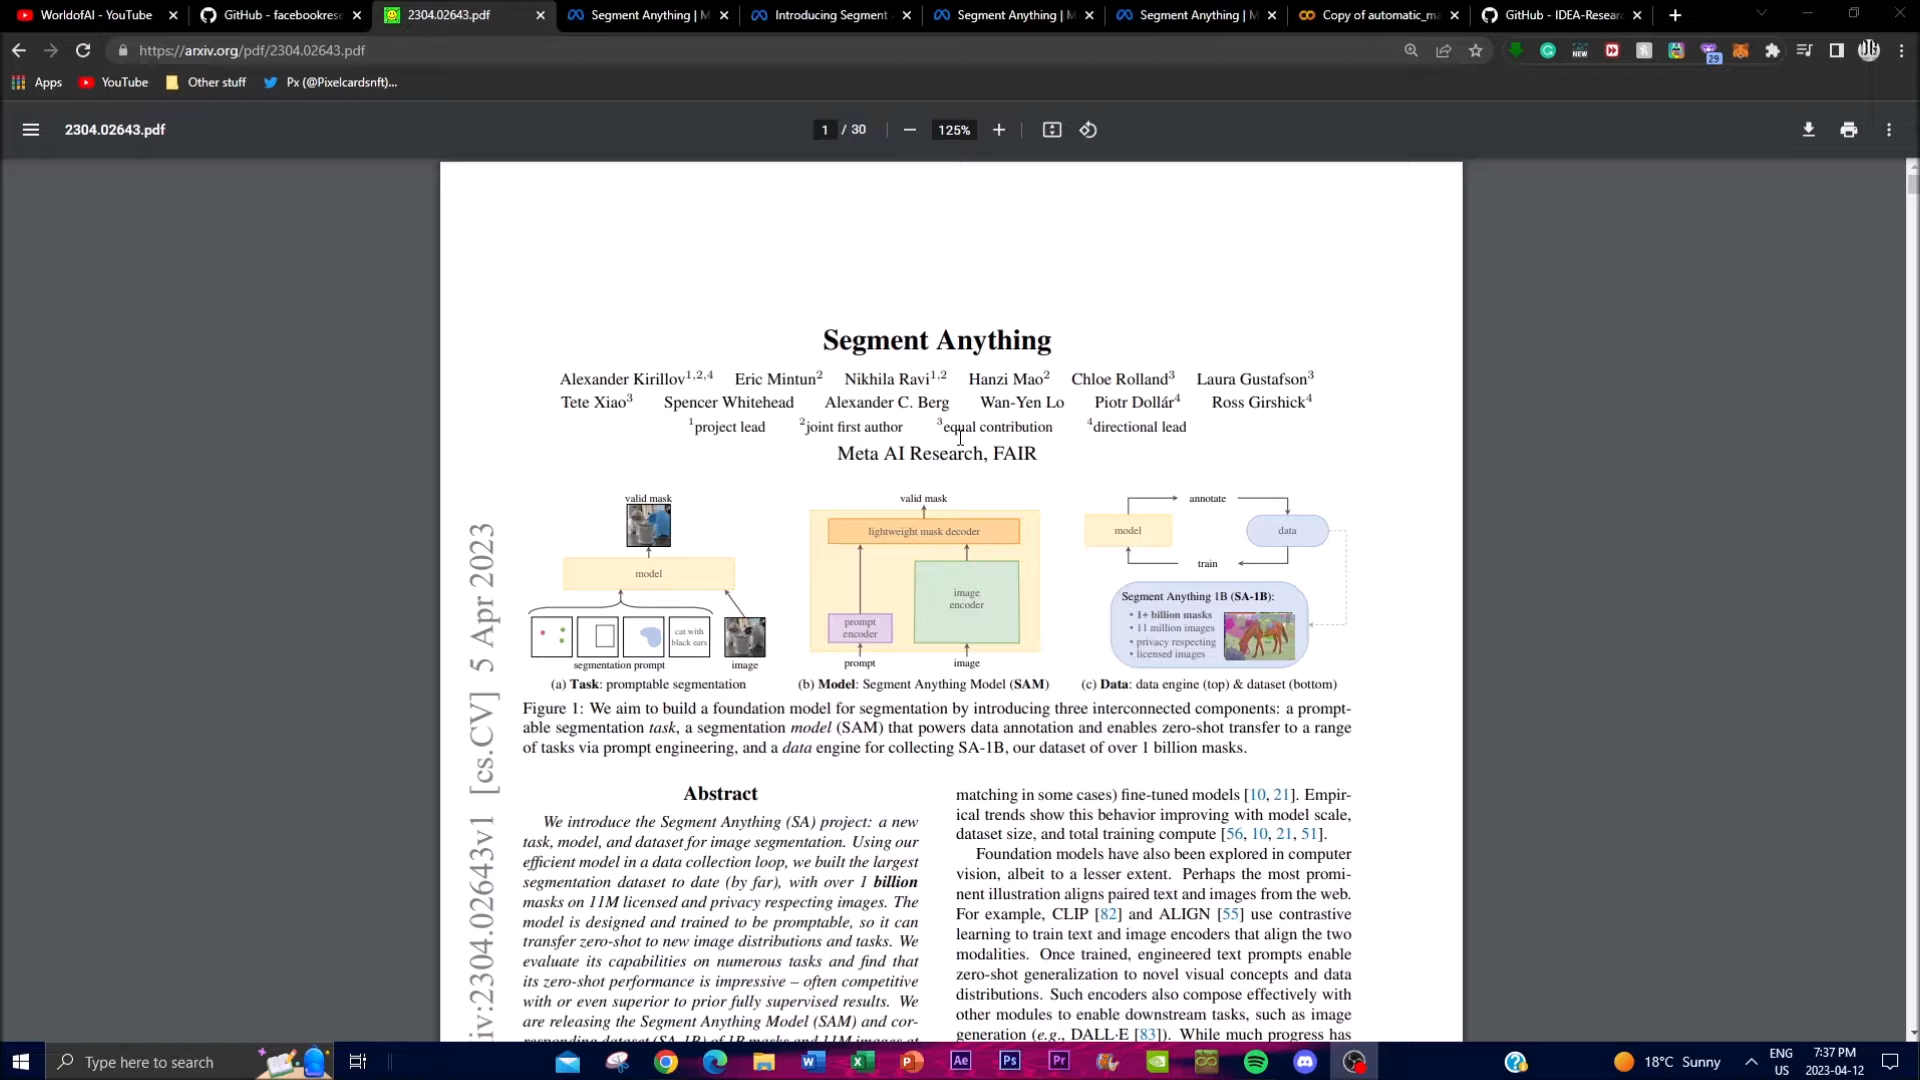 WorldofAI - YouTube
GitHub - facebookrese
2304.02643.pdf
Segment Anything | M
Introducing Segment
Segment Anything | M
Segment Anything | M
Copy of automatic_ma
GitHub - IDEA-Resear
https://arxiv.org/pdf/2304.02643.pdf
NEW
29
Apps
YouTube
Other stuff
Px (@Pixelcardsnft)...
2304.02643.pdf
1 / 30
125%
Segment Anything
Alexander Kirillov1,2,4 Eric Mintun2 Nikhila Ravi1,2 Hanzi Mao2 Chloe Rolland3 Laura Gustafson3
Tete Xiao3 Spencer Whitehead Alexander C. Berg Wan-Yen Lo Piotr Dollár4 Ross Girshick4
1project lead 2joint first author 3equal contribution 4directional lead
Meta AI Research, FAIR
valid mask
model
cat with
black ears
segmentation prompt
image
(a) Task: promptable segmentation
valid mask
lightweight mask decoder
image
encoder
prompt
encoder
prompt
image
(b) Model: Segment Anything Model (SAM)
annotate
model
data
train
Segment Anything 1B (SA-1B):
• 1+ billion masks
• 11 million images
• privacy respecting
• licensed images
(c) Data: data engine (top) & dataset (bottom)
Figure 1: We aim to build a foundation model for segmentation by introducing three interconnected components: a prompt-
able segmentation task, a segmentation model (SAM) that powers data annotation and enables zero-shot transfer to a range
of tasks via prompt engineering, and a data engine for collecting SA-1B, our dataset of over 1 billion masks.
iv:2304.02643v1 [cs.CV] 5 Apr 2023
Abstract
We introduce the Segment Anything (SA) project: a new
task, model, and dataset for image segmentation. Using our
efficient model in a data collection loop, we built the largest
segmentation dataset to date (by far), with over 1 billion
masks on 11M licensed and privacy respecting images. The
model is designed and trained to be promptable, so it can
transfer zero-shot to new image distributions and tasks. We
evaluate its capabilities on numerous tasks and find that
its zero-shot performance is impressive – often competitive
with or even superior to prior fully supervised results. We
are releasing the Segment Anything Model (SAM) and cor-
responding dataset (SA-1B) of 1B masks and 11M images at
matching in some cases) fine-tuned models [10, 21]. Empir-
ical trends show this behavior improving with model scale,
dataset size, and total training compute [56, 10, 21, 51].
Foundation models have also been explored in computer
vision, albeit to a lesser extent. Perhaps the most promi-
nent illustration aligns paired text and images from the web.
For example, CLIP [82] and ALIGN [55] use contrastive
learning to train text and image encoders that align the two
modalities. Once trained, engineered text prompts enable
zero-shot generalization to novel visual concepts and data
distributions. Such encoders also compose effectively with
other modules to enable downstream tasks, such as image
generation (e.g., DALL·E [83]). While much progress has
Type here to search
Ae
Ps
Pr
18°C Sunny
ENG
US
7:37 PM
2023-04-12